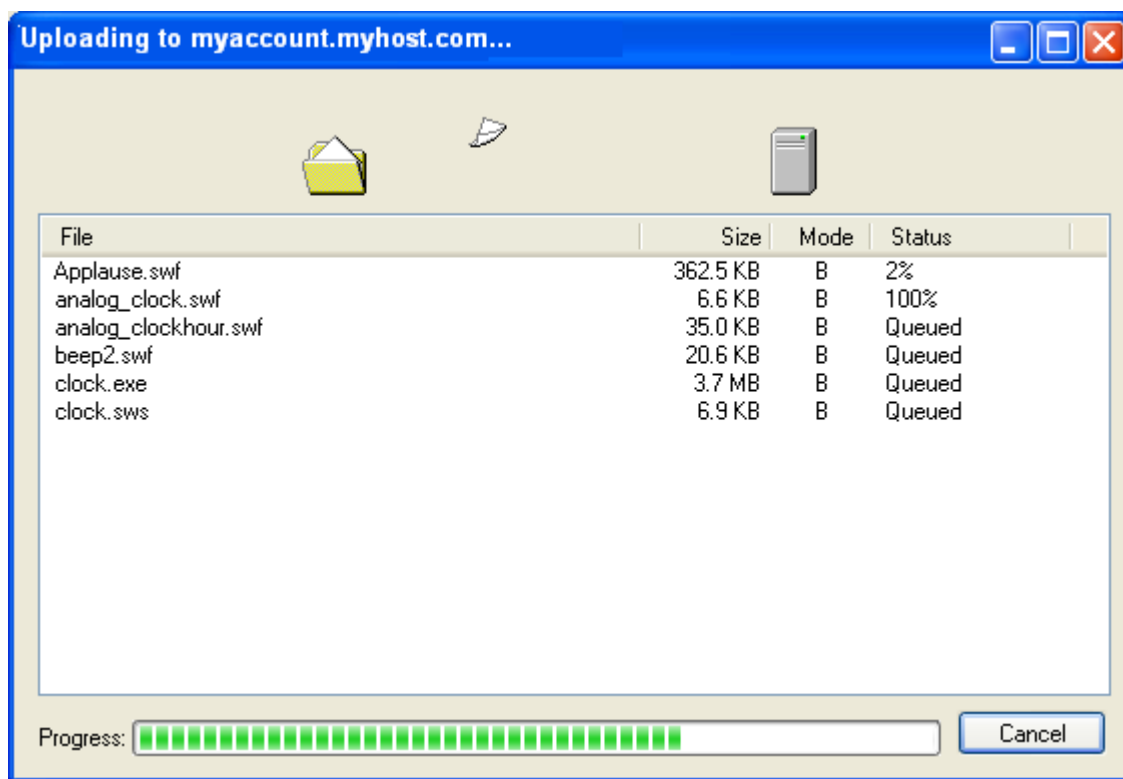 Uploading to myaccount.myhost.com...
File Size Mode Status
Applause.swf 362.5 KB B 2%
analog_clock.swf 6.6 KB B 100%
analog_clockhour.swf 35.0 KB B Queued
beep2.swf 20.6 KB B Queued
clock.exe 3.7 MB B Queued
clock.sws 6.9 KB B Queued
Progress: Cancel